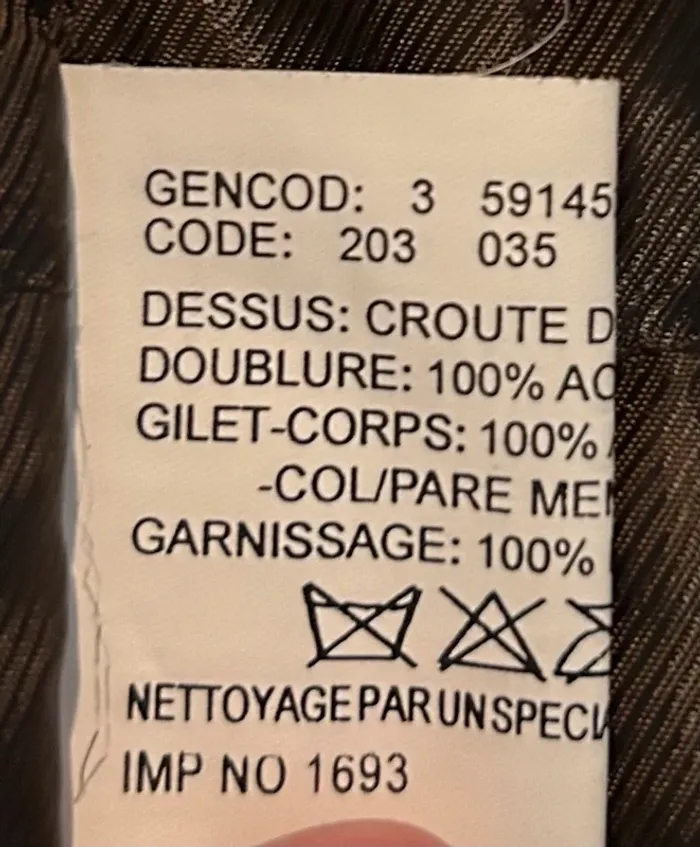 GENCOD: 3 59145
CODE: 203 035
DESSUS: CROUTE D
DOUBLURE: 100% AC
GILET-CORPS: 100%
-COL/PARE MEN
GARNISSAGE: 100%
NETTOYAGE PAR UN SPECI
IMP NO 1693